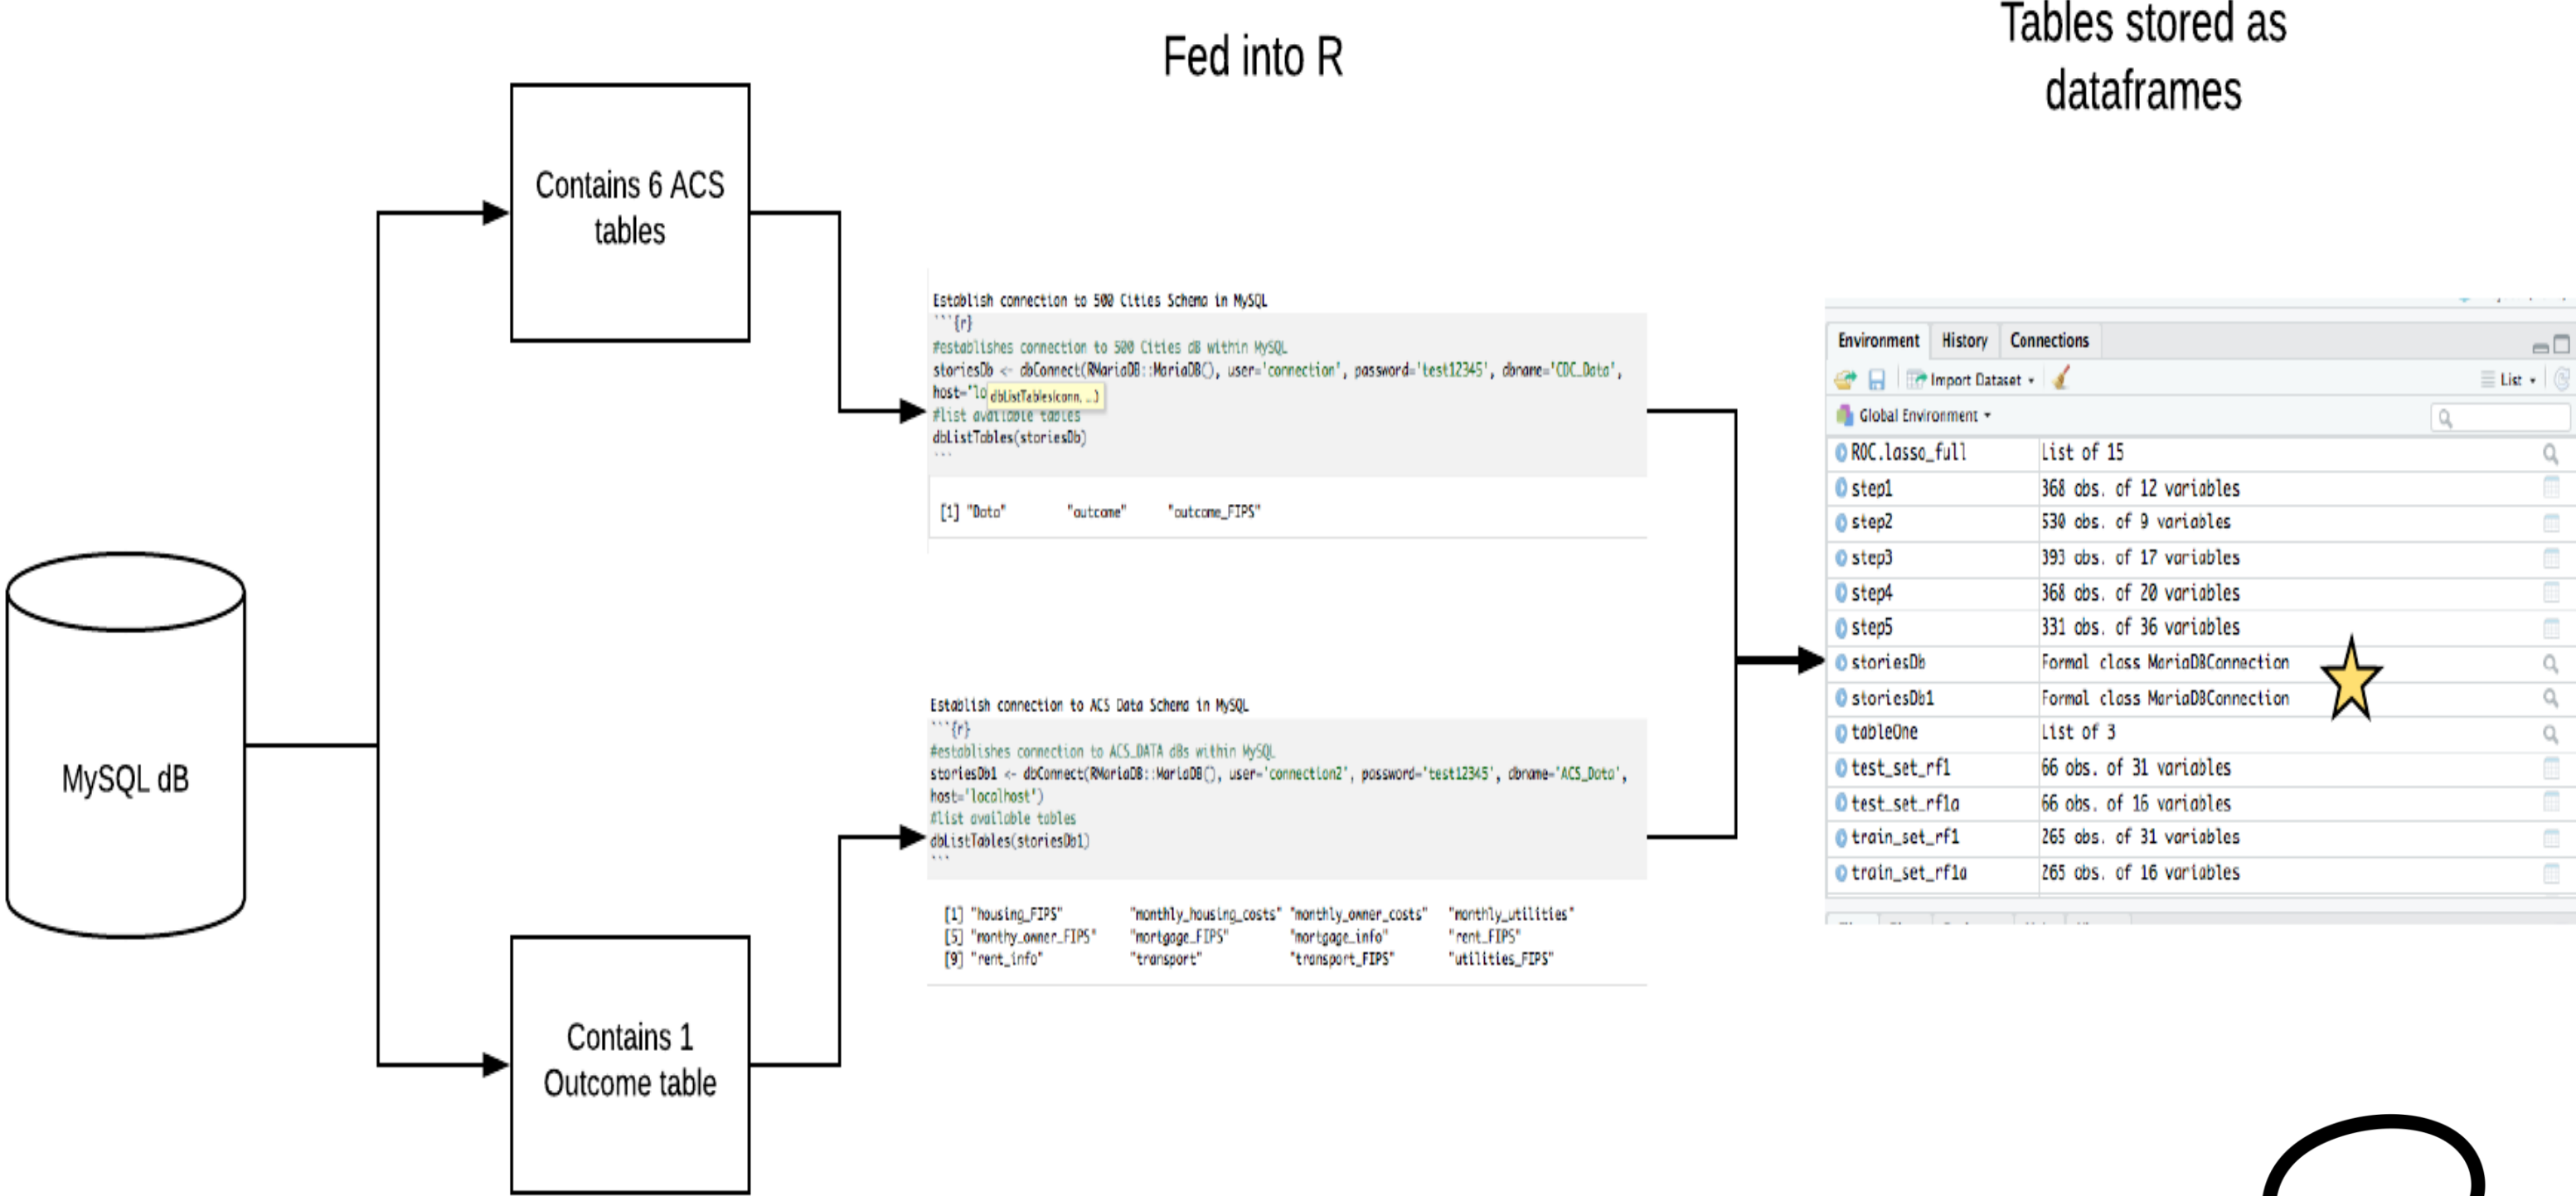 Fed into R
Tables stored as
dataframes
Contains 6 ACS
tables
MySQL dB
Contains 1
Outcome table
Establish connection to 500 Cities Schema in MySQL
```{r}
#establishes connection to 500 Cities dB within MySQL
storiesDb <- dbConnect(RMariaDB::MariaDB(), user='connection', password='test12345', dbname='CDC_Data',
host='lo
dbListTables(conn, ...)
#list available tables
dbListTables(storiesDb)
```
[1] "Data" "outcome" "outcome_FIPS"
Establish connection to ACS Data Schema in MySQL
```{r}
#establishes connection to ACS_DATA dBs within MySQL
storiesDb1 <- dbConnect(RMariaDB::MariaDB(), user='connection2', password='test12345', dbname='ACS_Data',
host='localhost')
#list available tables
dbListTables(storiesDb1)
```
[1] "housing_FIPS" "monthly_housing_costs" "monthly_owner_costs" "monthly_utilities"
[5] "monthy_owner_FIPS" "mortgage_FIPS" "mortgage_info" "rent_FIPS"
[9] "rent_info" "transport" "transport_FIPS" "utilities_FIPS"
Environment History Connections
Import Dataset List
Global Environment
ROC.lasso_full List of 15
step1 368 obs. of 12 variables
step2 530 obs. of 9 variables
step3 393 obs. of 17 variables
step4 368 obs. of 20 variables
step5 331 obs. of 36 variables
storiesDb Formal class MariaDBConnection
storiesDb1 Formal class MariaDBConnection
tableOne List of 3
test_set_rf1 66 obs. of 31 variables
test_set_rf1a 66 obs. of 16 variables
train_set_rf1 265 obs. of 31 variables
train_set_rf1a 265 obs. of 16 variables